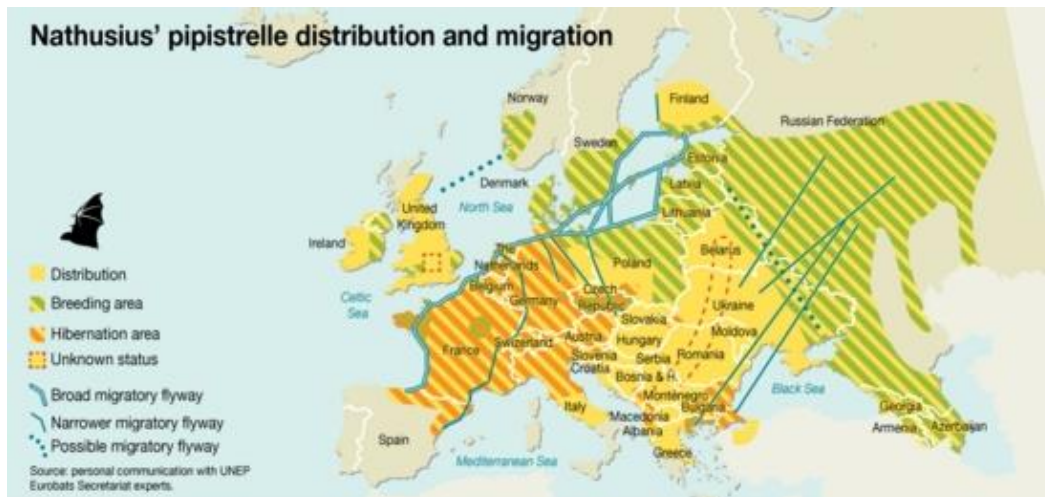 Nathusius' pipistrelle distribution and migration
Norway
Finland
Russian Federation
Sweden
Estonia
Denmark
Latvia
North Sea
United
Kingdom
Lithuania
Ireland
The
Netherlands
Belarus
Poland
Belgium
Germany
Czech
Republic
Celtic
Sea
Ukraine
Slovakia
Moldova
Austria
Hungary
France
Switzerland
Slovenia
Croatia
Serbia
Romania
Bosnia & H.
Black Sea
Montenegro
Bulgaria
Italy
Macedonia
Albania
Georgia
Armenia
Azerbaijan
Spain
Greece
Mediterranean Sea
Distribution
Breeding area
Hibernation area
Unknown status
Broad migratory flyway
Narrower migratory flyway
Possible migratory flyway
Source: personal communication with UNEP
Eurobats Secretariat experts.